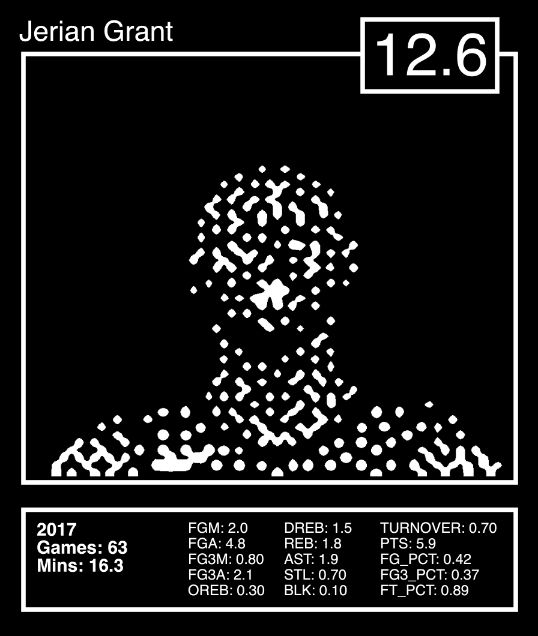 Jerian Grant
12.6
2017
Games: 63
Mins: 16.3
FGM: 2.0
FGA: 4.8
FG3M: 0.80
FG3A: 2.1
OREB: 0.30
DREB: 1.5
REB: 1.8
AST: 1.9
STL: 0.70
BLK: 0.10
TURNOVER: 0.70
PTS: 5.9
FG_PCT: 0.42
FG3_PCT: 0.37
FT_PCT: 0.89